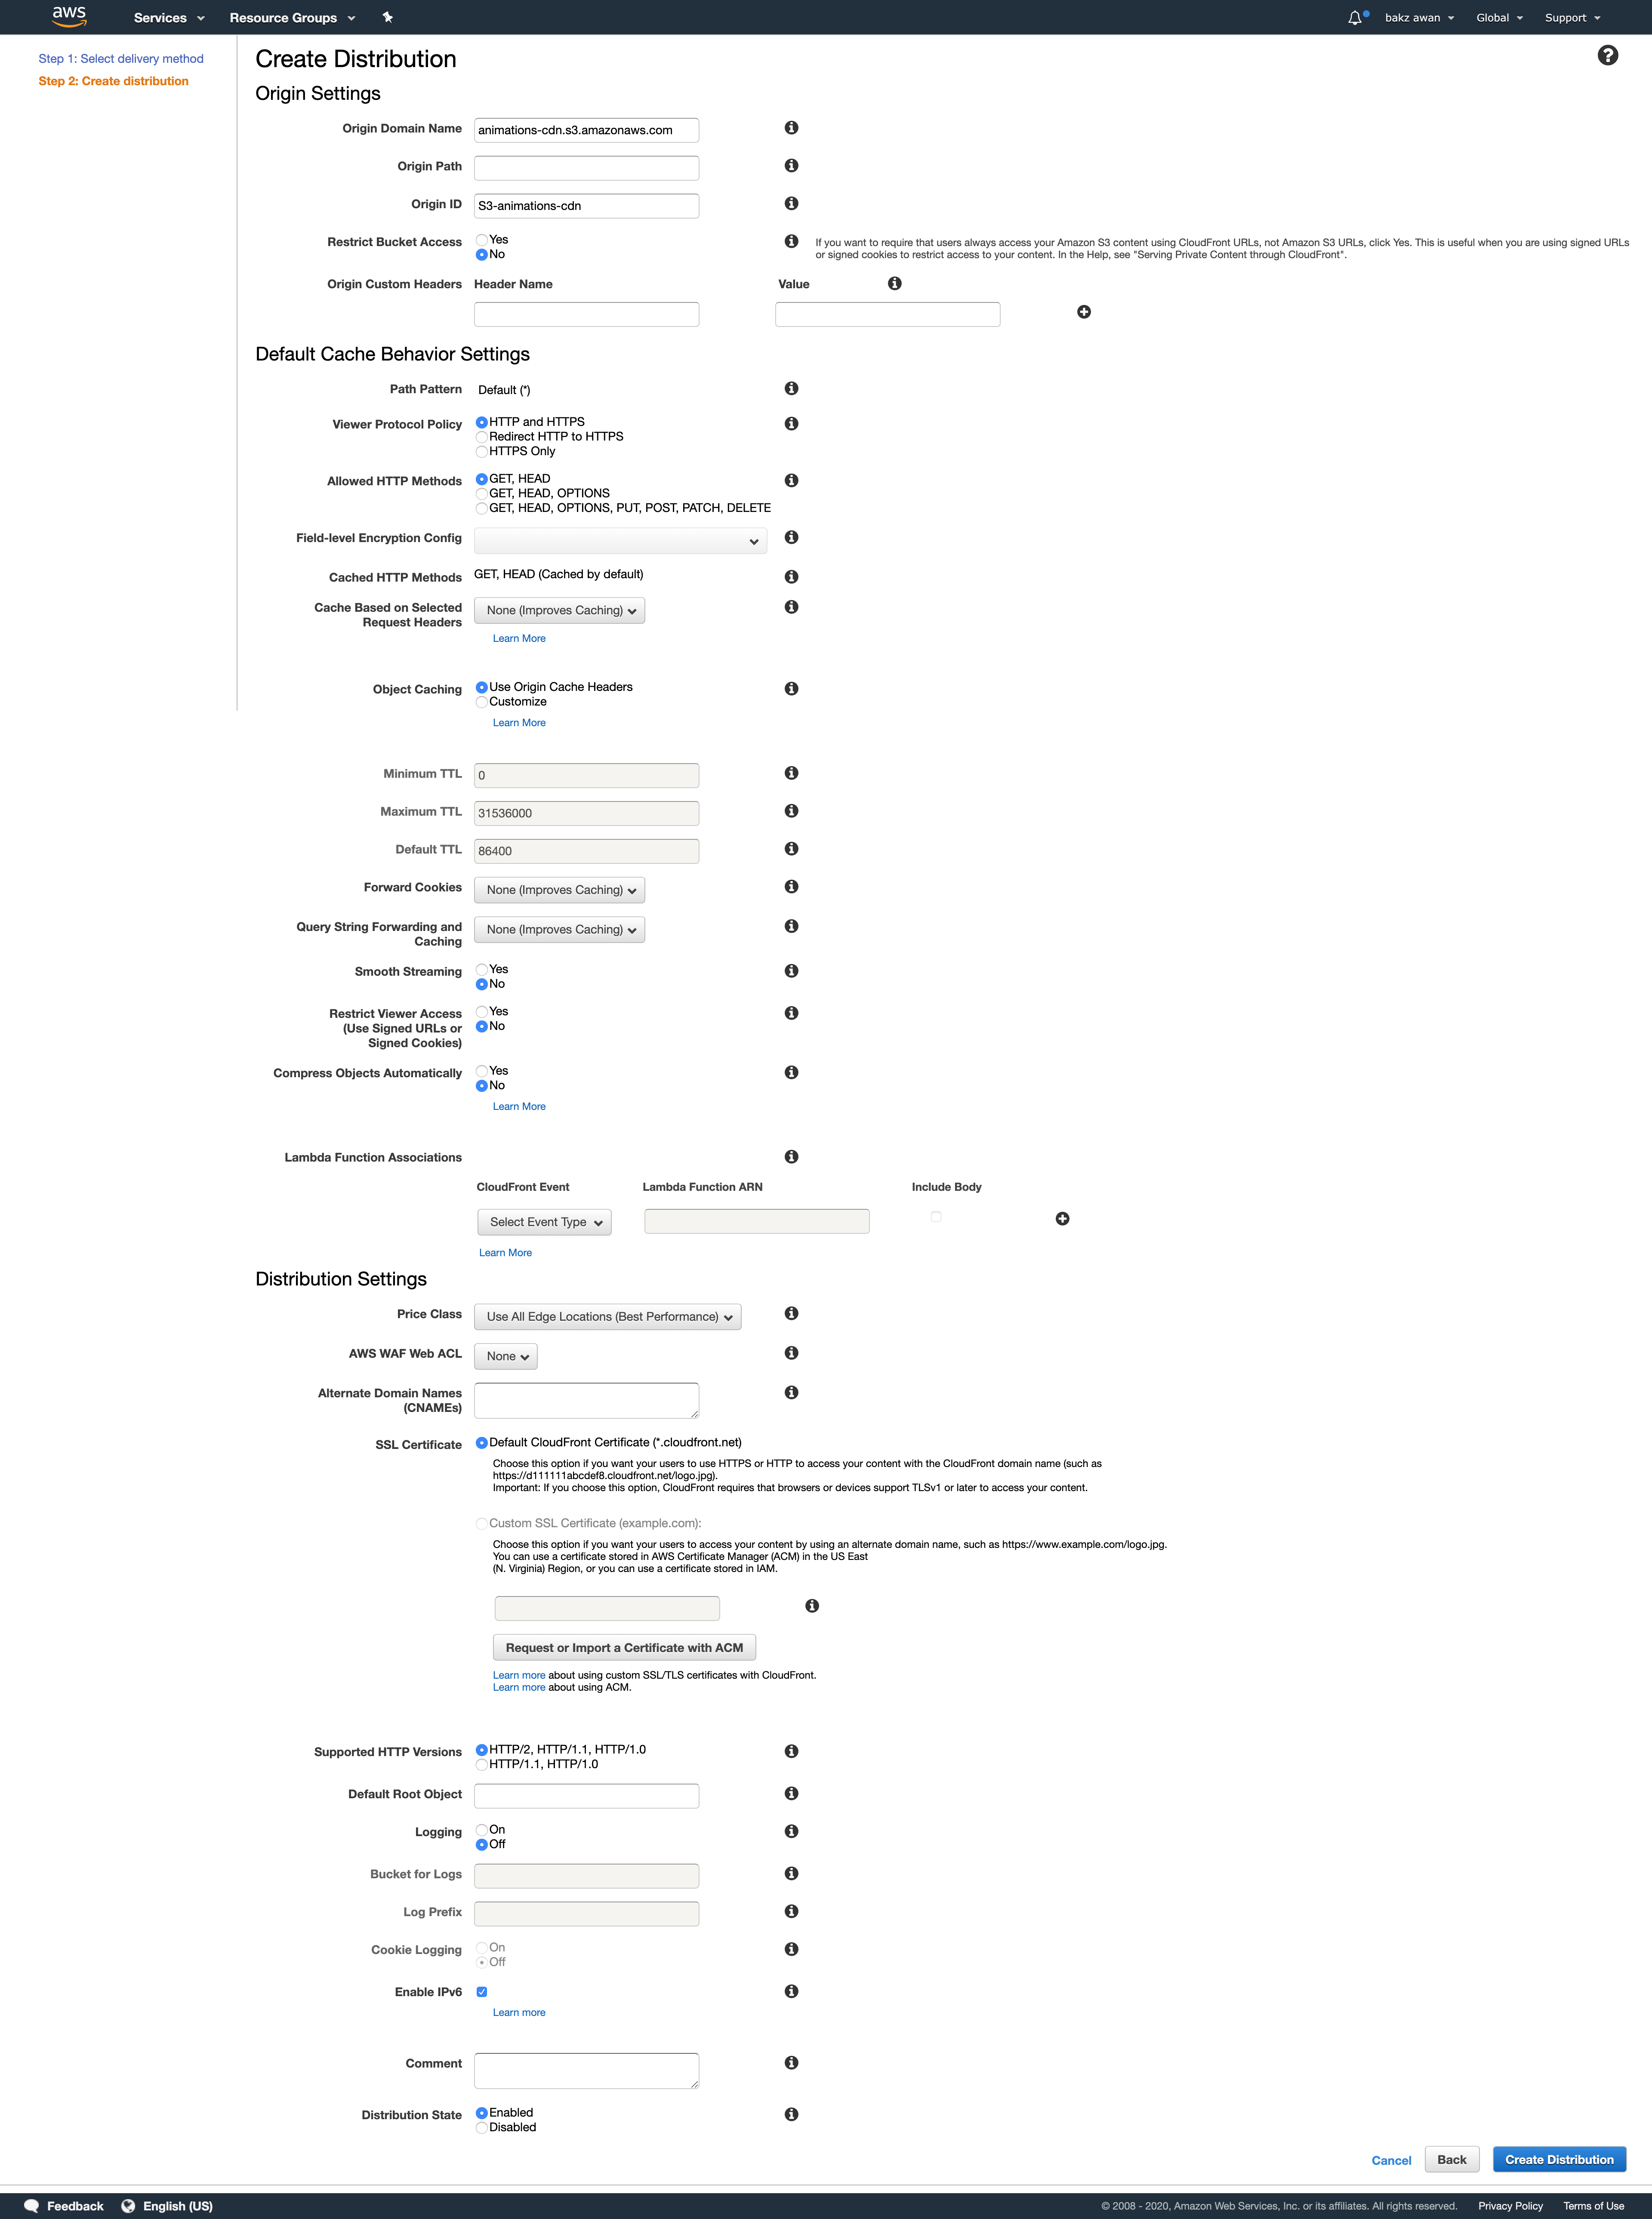 aws
Services
Resource Groups
bakz awan
Global
Support
Step 1: Select delivery method
Step 2: Create distribution
Create Distribution
Origin Settings
Origin Domain Name
animations-cdn.s3.amazonaws.com
Origin Path
Origin ID
S3-animations-cdn
Restrict Bucket Access
Yes
No
If you want to require that users always access your Amazon S3 content using CloudFront URLs, not Amazon S3 URLs, click Yes. This is useful when you are using signed URLs
or signed cookies to restrict access to your content. In the Help, see "Serving Private Content through CloudFront".
Origin Custom Headers
Header Name
Value
Default Cache Behavior Settings
Path Pattern
Default (*)
Viewer Protocol Policy
HTTP and HTTPS
Redirect HTTP to HTTPS
HTTPS Only
Allowed HTTP Methods
GET, HEAD
GET, HEAD, OPTIONS
GET, HEAD, OPTIONS, PUT, POST, PATCH, DELETE
Field-level Encryption Config
Cached HTTP Methods
GET, HEAD (Cached by default)
Cache Based on Selected
Request Headers
None (Improves Caching)
Learn More
Object Caching
Use Origin Cache Headers
Customize
Learn More
Minimum TTL
0
Maximum TTL
31536000
Default TTL
86400
Forward Cookies
None (Improves Caching)
Query String Forwarding and
Caching
None (Improves Caching)
Smooth Streaming
Yes
No
Restrict Viewer Access
(Use Signed URLs or
Signed Cookies)
Yes
No
Compress Objects Automatically
Yes
No
Learn More
Lambda Function Associations
CloudFront Event
Lambda Function ARN
Include Body
Select Event Type
Learn More
Distribution Settings
Price Class
Use All Edge Locations (Best Performance)
AWS WAF Web ACL
None
Alternate Domain Names
(CNAMEs)
SSL Certificate
Default CloudFront Certificate (*.cloudfront.net)
Choose this option if you want your users to use HTTPS or HTTP to access your content with the CloudFront domain name (such as
https://d111111abcdef8.cloudfront.net/logo.jpg).
Important: If you choose this option, CloudFront requires that browsers or devices support TLSv1 or later to access your content.
Custom SSL Certificate (example.com):
Choose this option if you want your users to access your content by using an alternate domain name, such as https://www.example.com/logo.jpg.
You can use a certificate stored in AWS Certificate Manager (ACM) in the US East
(N. Virginia) Region, or you can use a certificate stored in IAM.
Request or Import a Certificate with ACM
Learn more about using custom SSL/TLS certificates with CloudFront.
Learn more about using ACM.
Supported HTTP Versions
HTTP/2, HTTP/1.1, HTTP/1.0
HTTP/1.1, HTTP/1.0
Default Root Object
Logging
On
Off
Bucket for Logs
Log Prefix
Cookie Logging
On
Off
Enable IPv6
Learn more
Comment
Distribution State
Enabled
Disabled
Cancel
Back
Create Distribution
Feedback
English (US)
© 2008 - 2020, Amazon Web Services, Inc. or its affiliates. All rights reserved.
Privacy Policy
Terms of Use